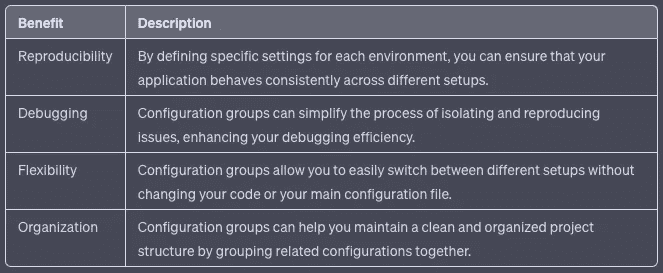 Benefit Description
Reproducibility By defining specific settings for each environment, you can ensure that your
application behaves consistently across different setups.
Debugging Configuration groups can simplify the process of isolating and reproducing
issues, enhancing your debugging efficiency.
Flexibility Configuration groups allow you to easily switch between different setups without
changing your code or your main configuration file.
Organization Configuration groups can help you maintain a clean and organized project
structure by grouping related configurations together.